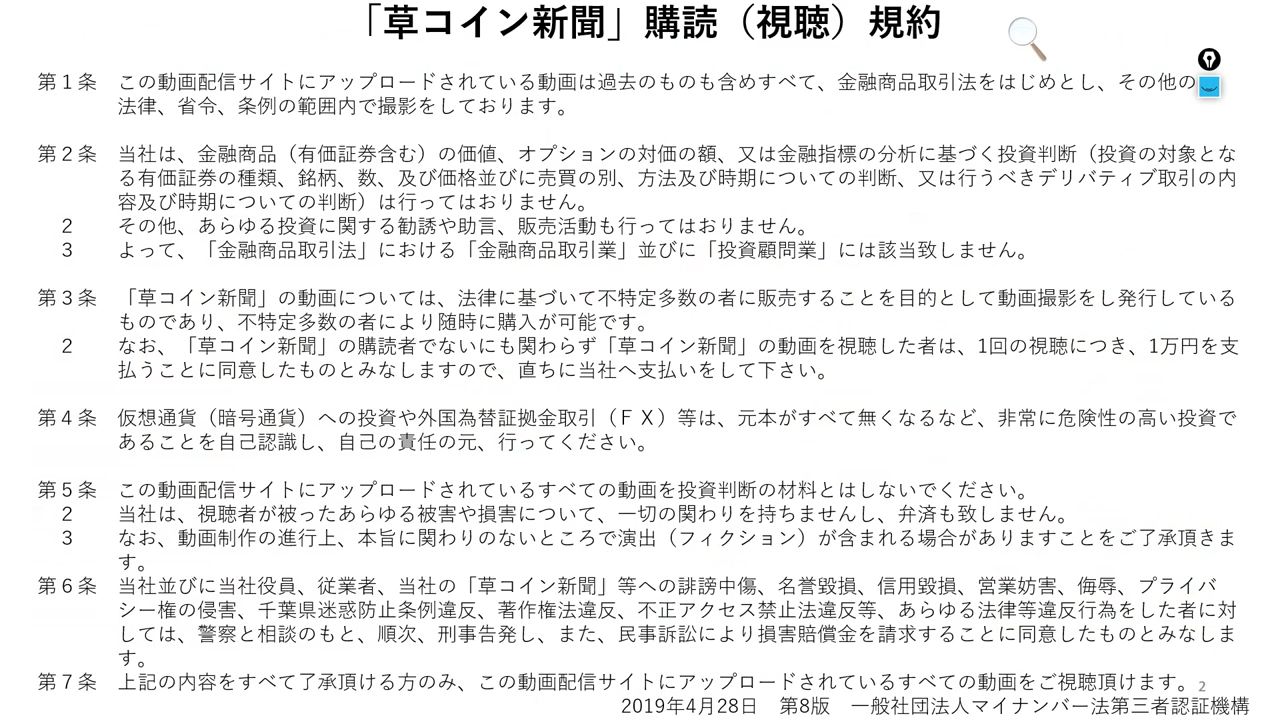 「草コイン新聞」購読（視聴）規約
第１条　この動画配信サイトにアップロードされている動画は過去のものも含めすべて、金融商品取引法をはじめとし、その他の
法律、省令、条例の範囲内で撮影をしております。
第２条　当社は、金融商品（有価証券含む）の価値、オプションの対価の額、又は金融指標の分析に基づく投資判断（投資の対象とな
る有価証券の種類、銘柄、数、及び価格並びに売買の別、方法及び時期についての判断、又は行うべきデリバティブ取引の内
容及び時期についての判断）は行ってはおりません。
２　その他、あらゆる投資に関する勧誘や助言、販売活動も行ってはおりません。
３　よって、「金融商品取引法」における「金融商品取引業」並びに「投資顧問業」には該当致しません。
第３条　「草コイン新聞」の動画については、法律に基づいて不特定多数の者に販売することを目的として動画撮影をし発行している
ものであり、不特定多数の者により随時に購入が可能です。
２　なお、「草コイン新聞」の購読者でないにも関わらず「草コイン新聞」の動画を視聴した者は、1回の視聴につき、1万円を支
払うことに同意したものとみなしますので、直ちに当社へ支払いをして下さい。
第４条　仮想通貨（暗号通貨）への投資や外国為替証拠金取引（ＦＸ）等は、元本がすべて無くなるなど、非常に危険性の高い投資で
あることを自己認識し、自己の責任の元、行ってください。
第５条　この動画配信サイトにアップロードされているすべての動画を投資判断の材料とはしないでください。
２　当社は、視聴者が被ったあらゆる被害や損害について、一切の関わりを持ちませんし、弁済も致しません。
３　なお、動画制作の進行上、本旨に関わりのないところで演出（フィクション）が含まれる場合がありますことをご了承頂きま
す。
第６条　当社並びに当社役員、従業者、当社の「草コイン新聞」等への誹謗中傷、名誉毀損、信用毀損、営業妨害、侮辱、プライバ
シー権の侵害、千葉県迷惑防止条例違反、著作権法違反、不正アクセス禁止法違反等、あらゆる法律等違反行為をした者に対
しては、警察と相談のもと、順次、刑事告発し、また、民事訴訟により損害賠償金を請求することに同意したものとみなしま
す。
第７条　上記の内容をすべて了承頂ける方のみ、この動画配信サイトにアップロードされているすべての動画をご視聴頂けます。
2
2019年4月28日　第8版　一般社団法人マイナンバー法第三者認証機構